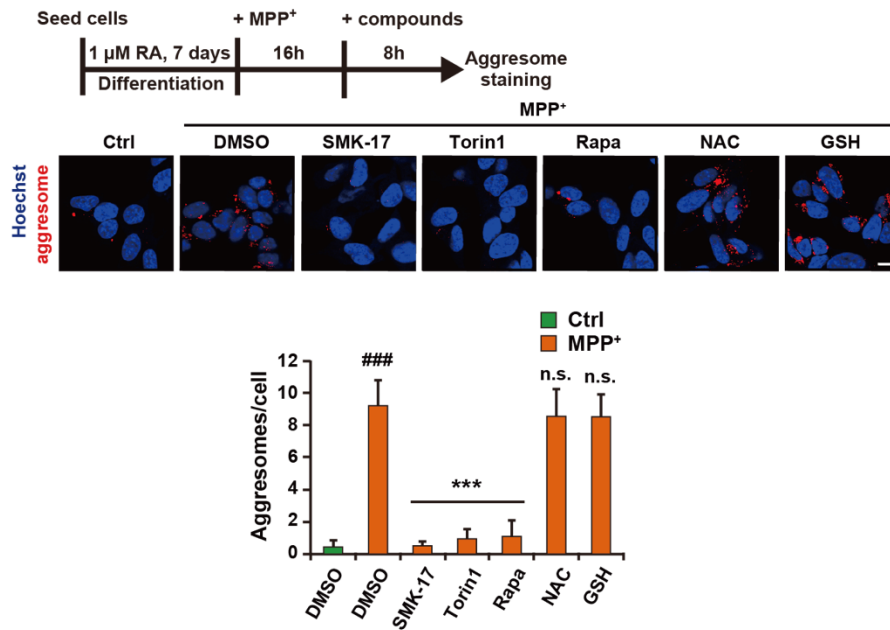 Seed cells + MPP⁺ + compounds
1 µM RA, 7 days 16h 8h
Differentiation
Aggresome
staining
MPP⁺
Ctrl DMSO SMK-17 Torin1 Rapa NAC GSH
Hoechst
aggresome
Ctrl
MPP⁺
Aggresomes/cell
12
10
8
6
4
2
0
###
***
n.s. n.s.
DMSO DMSO SMK-17 Torin1 Rapa NAC GSH